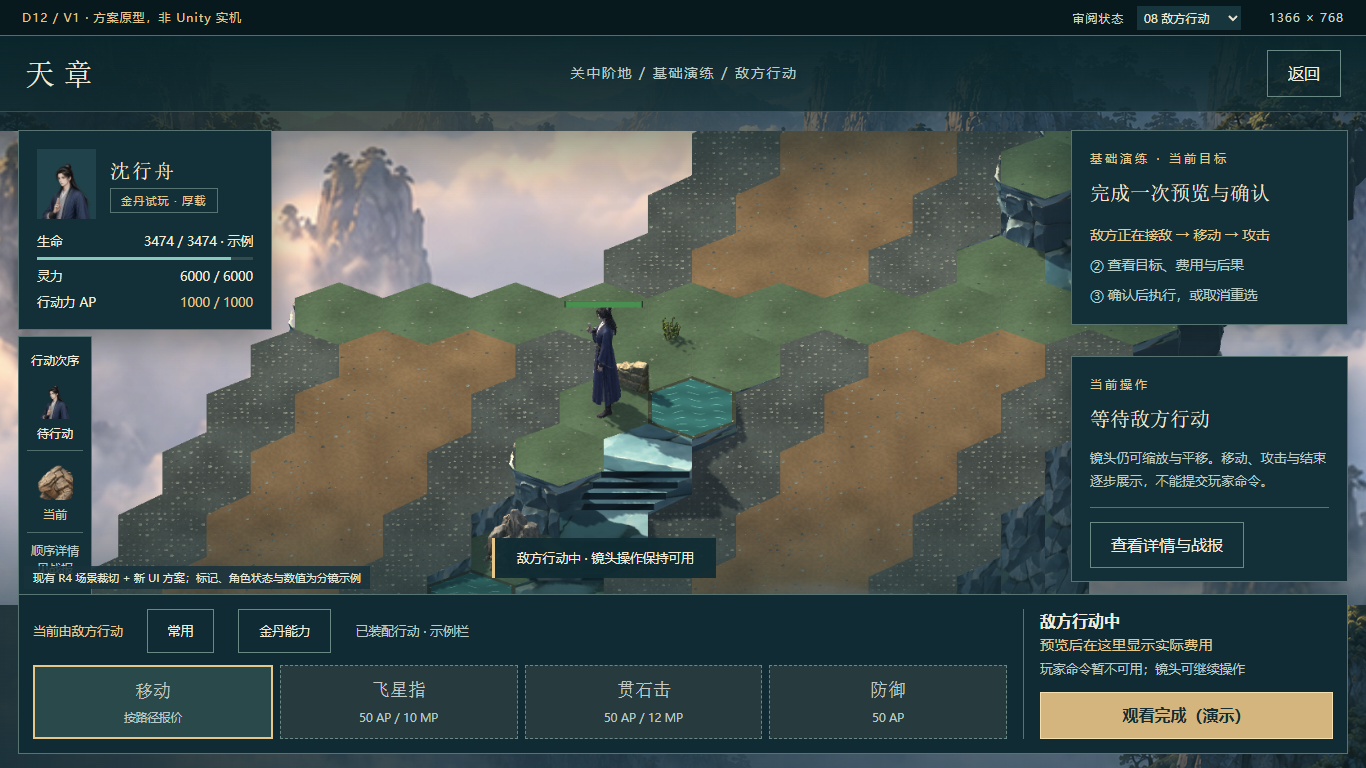 D12 / V1 · 方案原型，非 Unity 实机
审阅状态
08 敌方行动
1366 × 768
天章
关中阶地 / 基础演练 / 敌方行动
返回
沈行舟
金丹试玩 · 厚载
生命 3474 / 3474 · 示例
灵力 6000 / 6000
行动力 AP 1000 / 1000
行动次序
待行动
当前
顺序详情
现有 R4 场景裁切 + 新 UI 方案；标记、角色状态与数值为分镜示例
基础演练 · 当前目标
完成一次预览与确认
敌方正在接敌 → 移动 → 攻击
② 查看目标、费用与后果
③ 确认后执行，或取消重选
当前操作
等待敌方行动
镜头仍可缩放与平移。移动、攻击与结束
逐步展示，不能提交玩家命令。
查看详情与战报
敌方行动中 · 镜头操作保持可用
当前由敌方行动
常用
金丹能力
已装配行动 · 示例栏
移动
按路径报价
飞星指
50 AP / 10 MP
贯石击
50 AP / 12 MP
防御
50 AP
敌方行动中
预览后在这里显示实际费用
玩家命令暂不可用；镜头可继续操作
观看完成（演示）